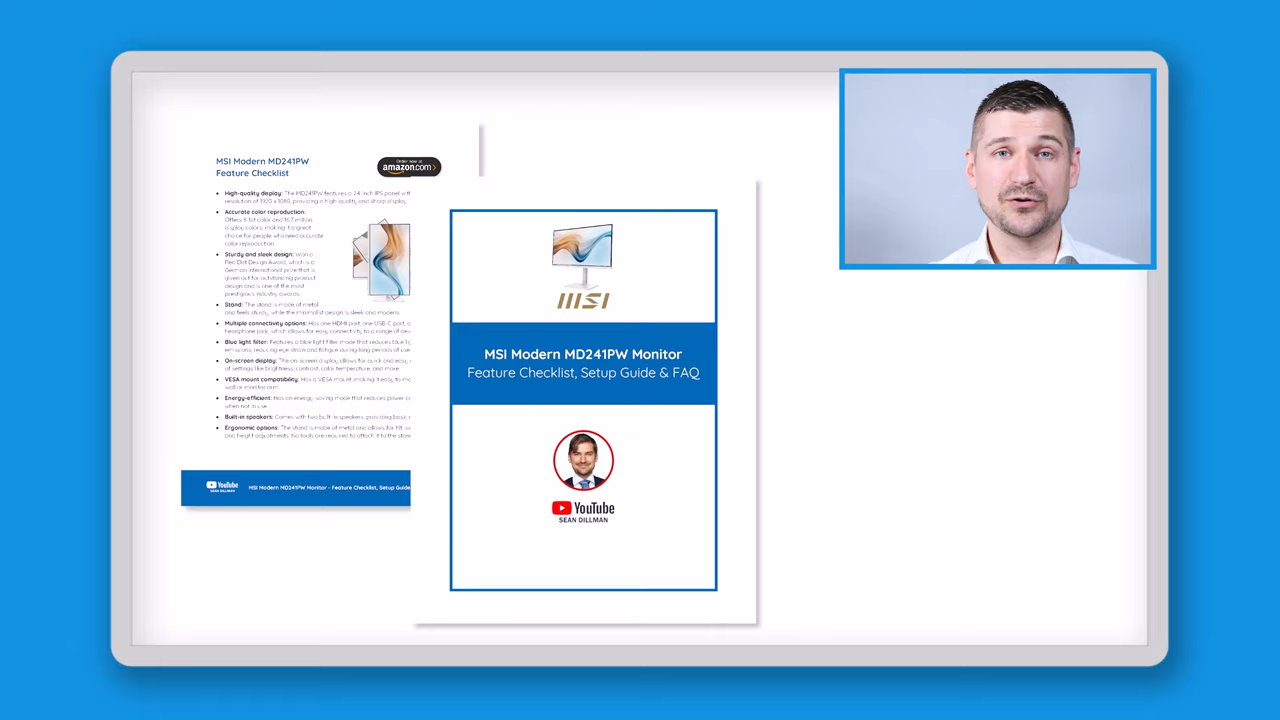 MSI Modern MD241PW
Feature Checklist
Order now at
amazon.com
High-quality display: The MD241PW features a 24-inch IPS panel with
resolution of 1920 x 1080, providing a high-quality and sharp display.
Accurate color reproduction:
Offers 8-bit color and 16.7 million
display colors, making it a great
choice for people who need accurate
color reproduction.
Sturdy and sleek design: Won a
Red Dot Design Award, which is a
German international prize that is
given out for outstanding product
design and is one of the most
prestigious industry awards.
Stand: The stand is made of metal
and feels sturdy, while the minimalist design is sleek and modern.
Multiple connectivity options: Has one HDMI port, one USB-C port, a
headphone jack, which allows for easy connectivity to a range of
Blue light filter: Features a blue light filter mode that reduces blue
emissions, reducing eye strain and fatigue during long periods of
On-screen display: The on-screen display allows for quick and easy
of settings like brightness, contrast, color temperature, and more.
VESA mount compatibility: Has a VESA mount, making it easy to
wall or monitor arm.
Energy-efficient: Has an energy-saving mode that reduces power
when not in use.
Built-in speakers: Comes with two built-in speakers, providing basic
Ergonomic options: The stand is made of metal and allows for tilt,
and height adjustments. No tools are required to attach it to the
YouTube
SEAN DILLMAN
MSI Modern MD241PW Monitor - Feature Checklist, Setup Guide
msi
MSI Modern MD241PW Monitor
Feature Checklist, Setup Guide & FAQ
YouTube
SEAN DILLMAN